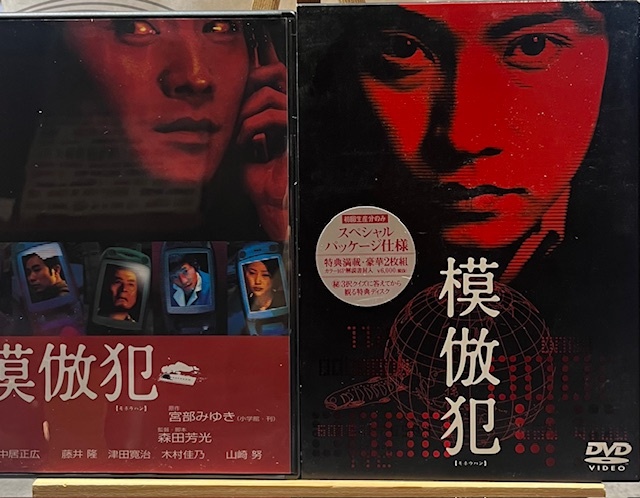 模倣犯
【モホウハン】
原作
宮部みゆき(小学館・刊)
監督・脚本
森田芳光
中居正広 藤井 隆 津田寛治 木村佳乃 山﨑 努
初回生産分のみ
スペシャル
パッケージ仕様
特典満載・豪華2枚組
模倣犯
【モホウハン】
DVD
VIDEO